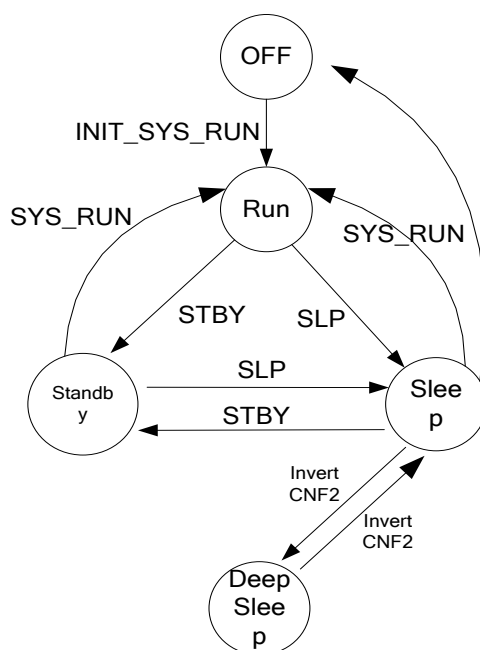 OFF
INIT_SYS_RUN
Run
SYS_RUN
SYS_RUN
STBY
SLP
SLP
Standb
y
Slee
p
STBY
Invert
CNF2
Invert
CNF2
Deep
Slee
p